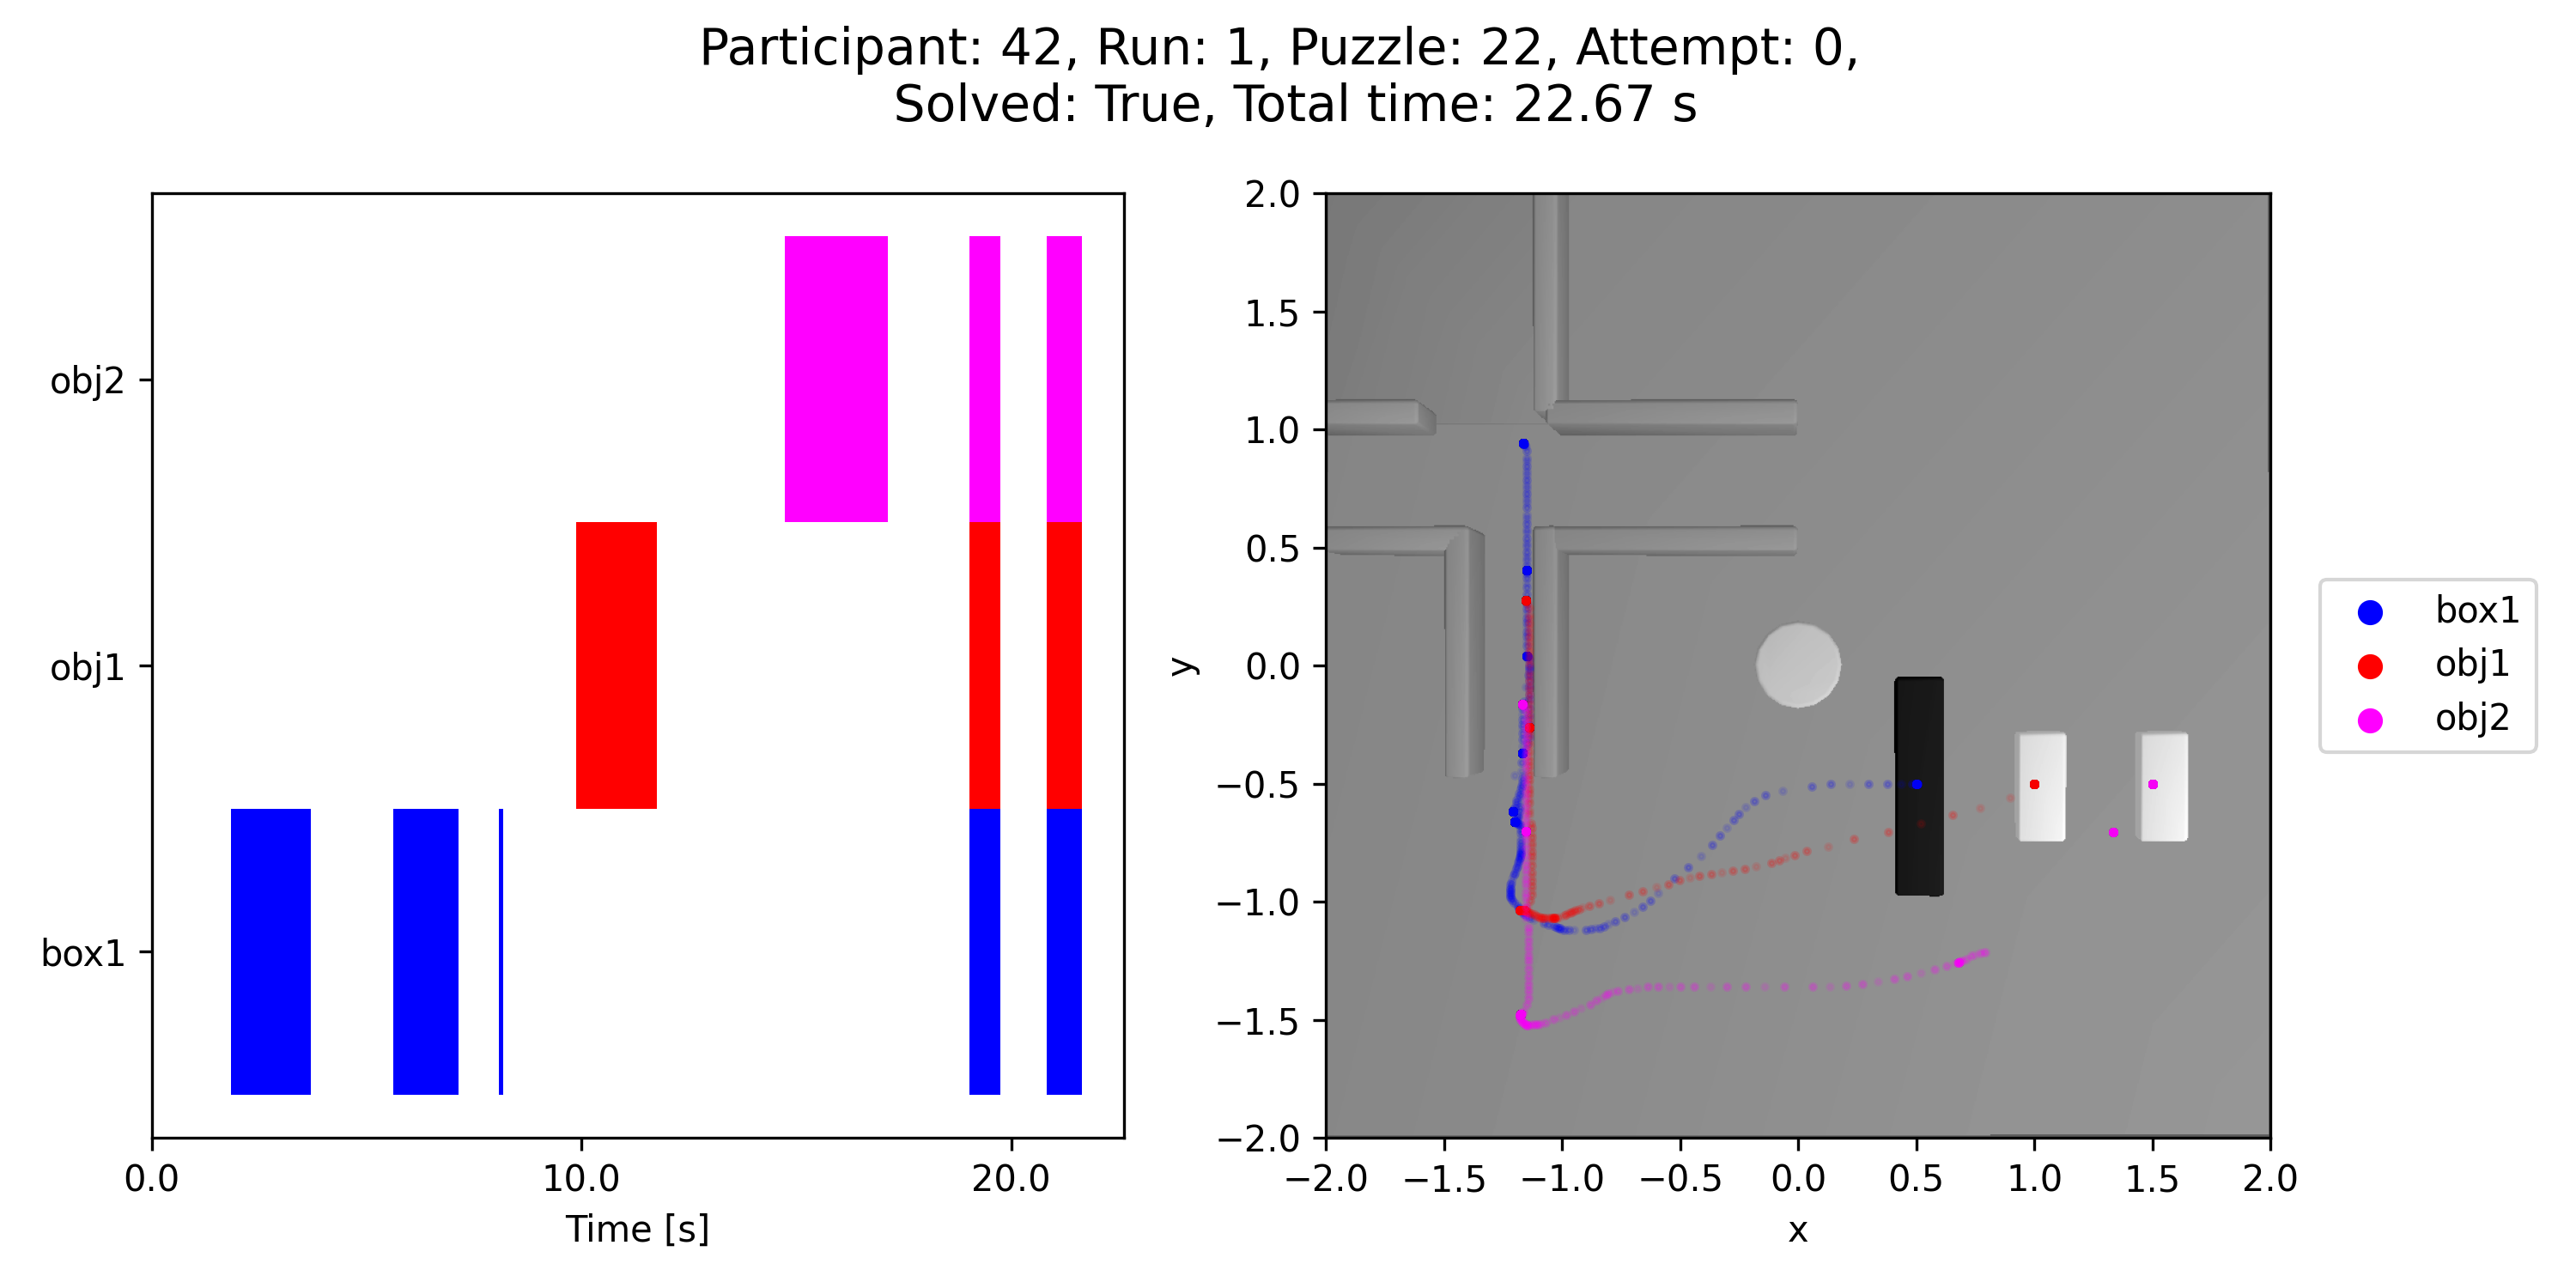 Participant: 42, Run: 1, Puzzle: 22, Attempt: 0,
Solved: True, Total time: 22.67 s
obj2
obj1
box1
0.0 10.0 20.0
Time [s]
2.0
1.5
1.0
0.5
0.0
−0.5
−1.0
−1.5
−2.0
y
−2.0 −1.5 −1.0 −0.5 0.0 0.5 1.0 1.5 2.0
x
box1
obj1
obj2